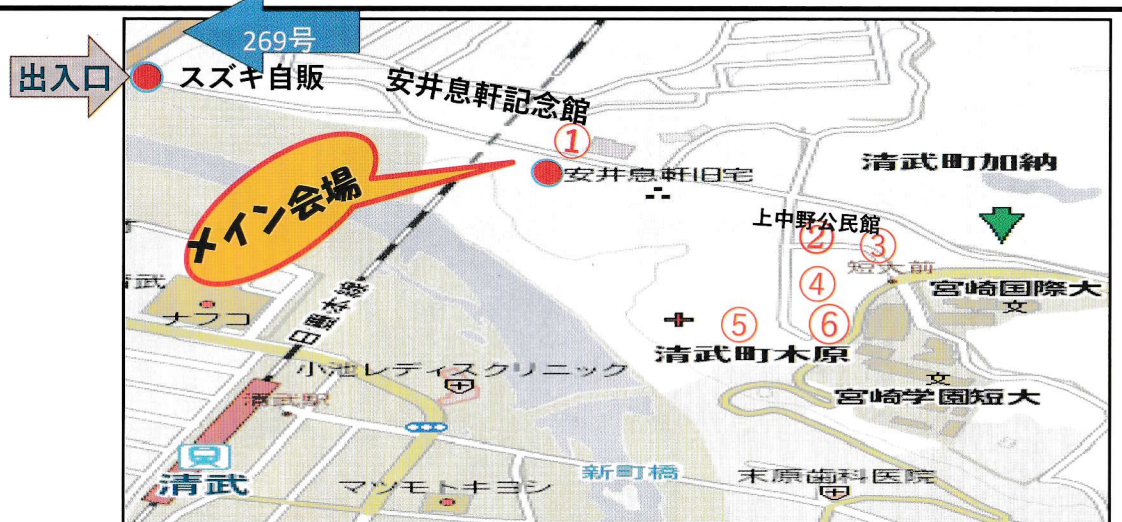 269号
出入口
スズキ自販
安井息軒記念館
①
安井息軒旧宅
メイン会場
清武町加納
上中野公民館
②
③
短大前
④
宮崎国際大
文
⑤
⑥
清武町木原
武
ナフコ
日豊本線
小池レディスクリニック
文
宮崎学園短大
清武駅
清武
新町橋
マツモトキヨシ
末原歯科医院